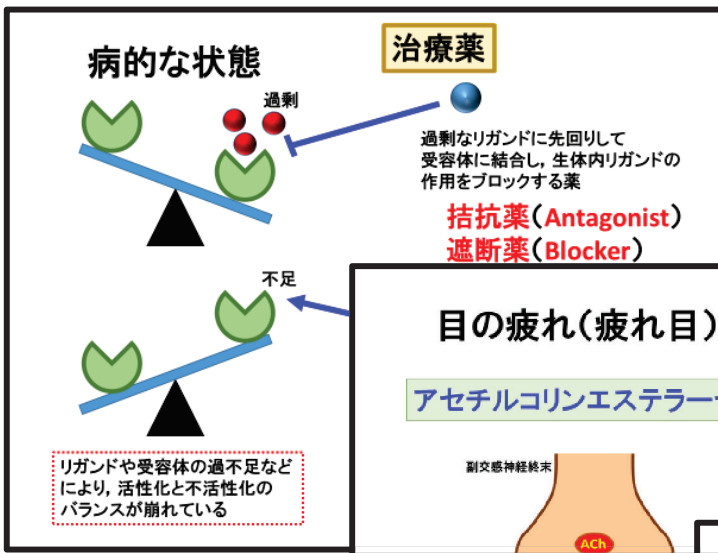 病的な状態
治療薬
過剰
過剰なリガンドに先回りして
受容体に結合し，生体内リガンドの
作用をブロックする薬
拮抗薬（Antagonist）
遮断薬（Blocker）
不足
リガンドや受容体の過不足など
により，活性化と不活性化の
バランスが崩れている
目の疲れ（疲れ目）
アセチルコリンエステラー
副交感神経終末
ACh